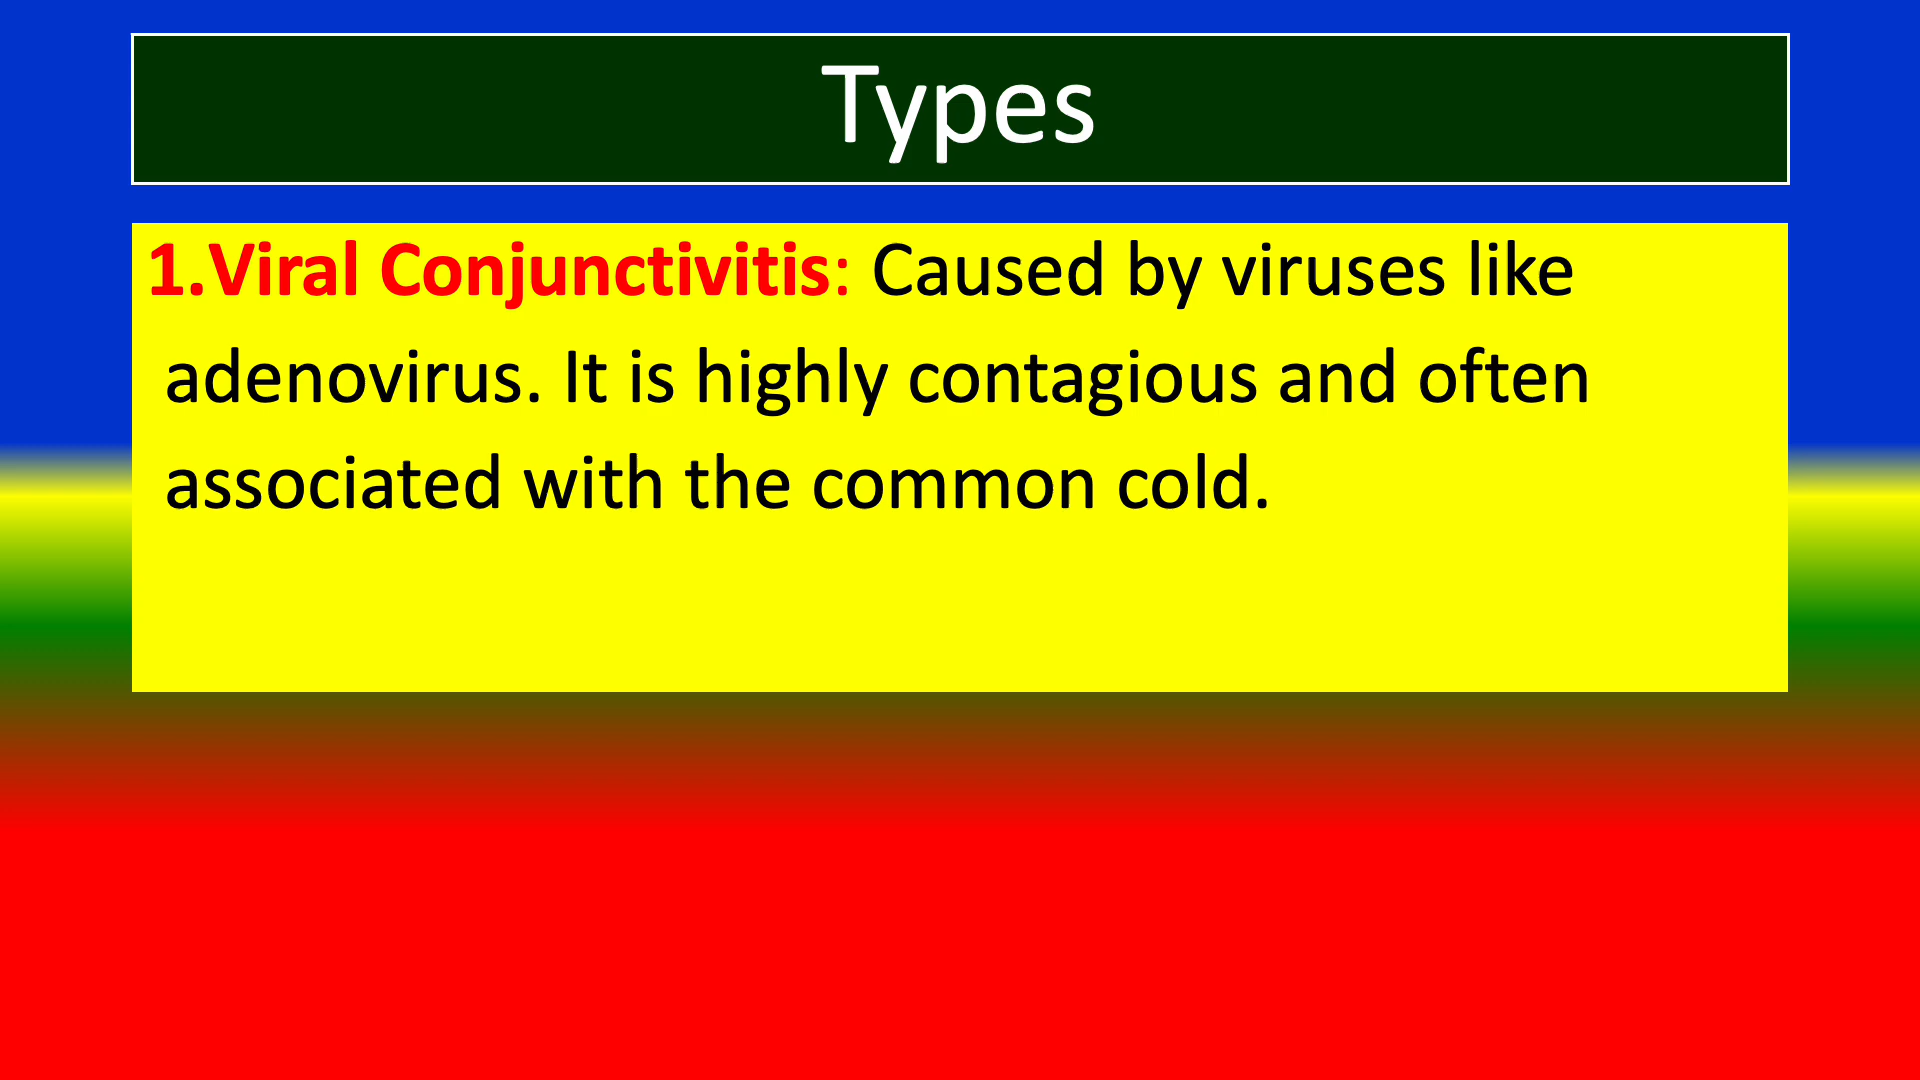 Types
1.Viral Conjunctivitis: Caused by viruses like
adenovirus. It is highly contagious and often
associated with the common cold.